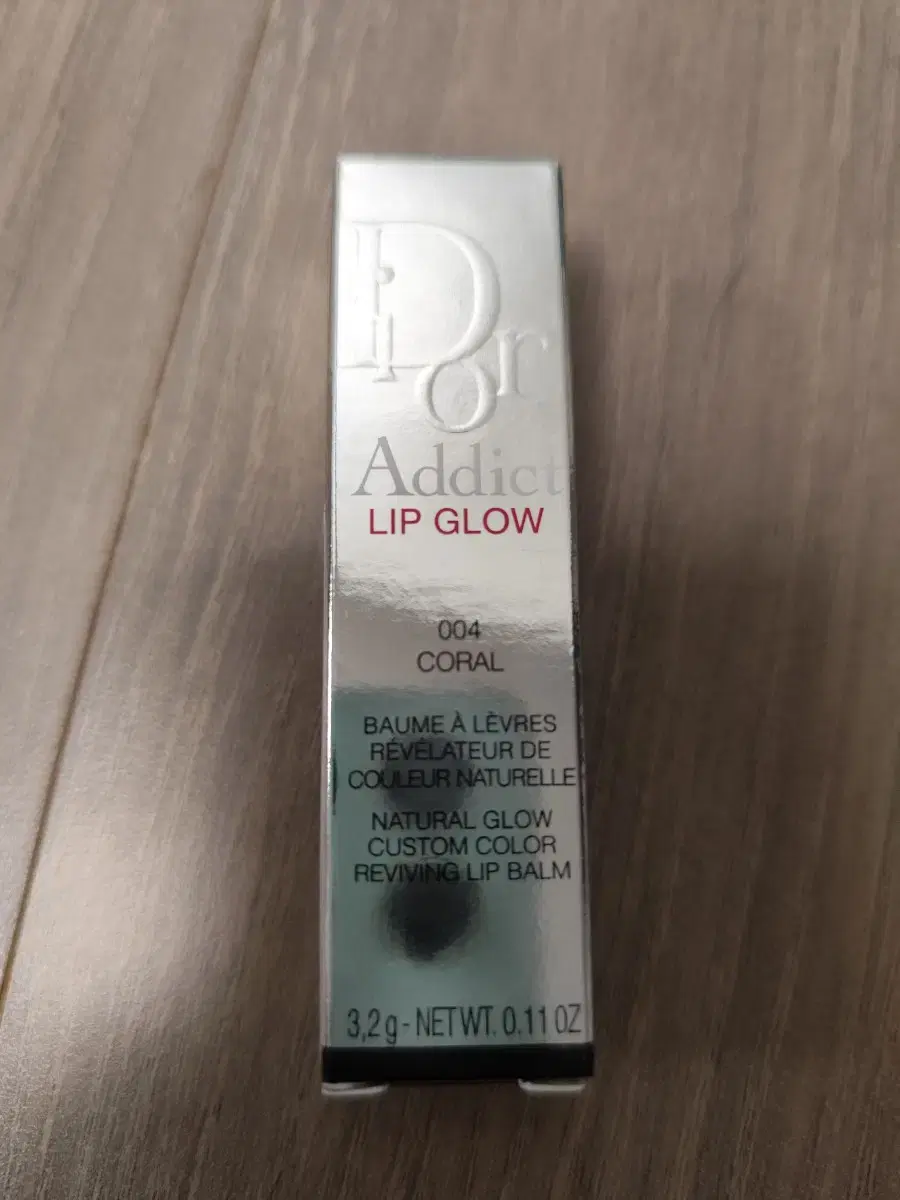 Dior
Addict
LIP GLOW
004
CORAL
BAUME À LÈVRES
RÉVÉLATEUR DE
COULEUR NATURELLE
NATURAL GLOW
CUSTOM COLOR
REVIVING LIP BALM
3,2 g - NET WT. 0.11 OZ